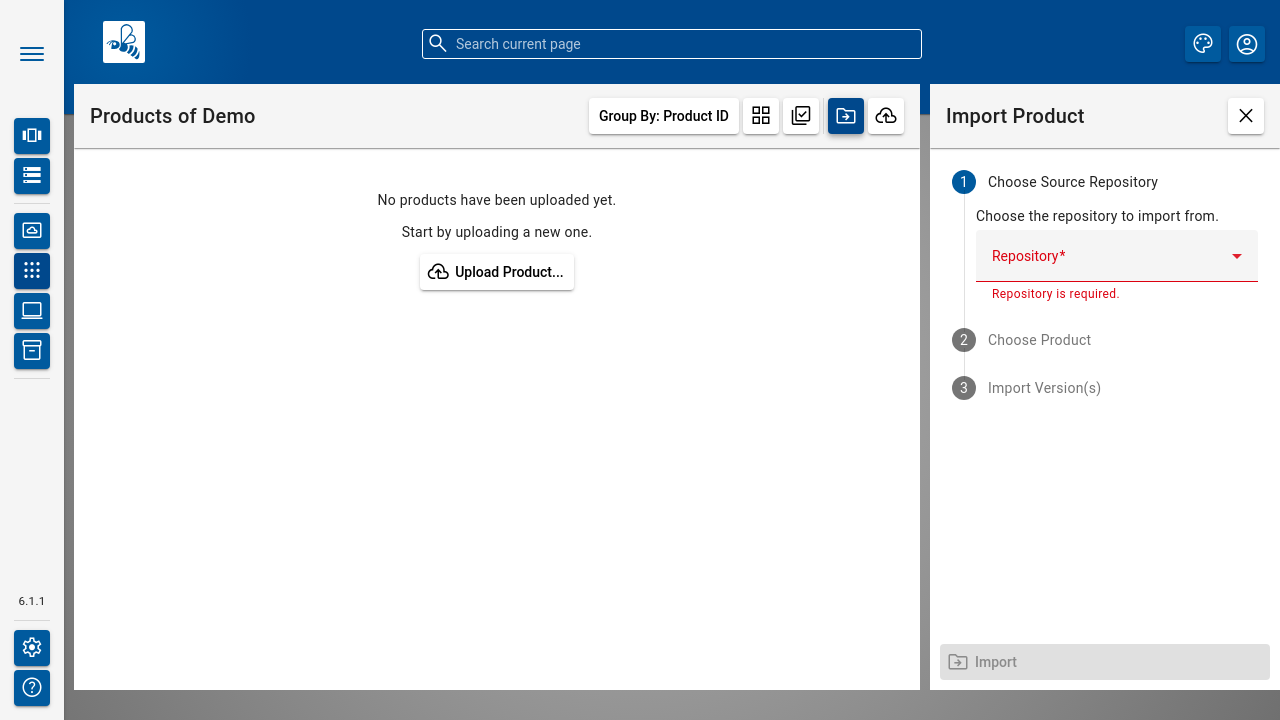 Search current page
Products of Demo
Group By: Product ID
Import Product
No products have been uploaded yet.
Start by uploading a new one.
Upload Product...
1 Choose Source Repository
Choose the repository to import from.
Repository*
Repository is required.
2 Choose Product
3 Import Version(s)
6.1.1
Import